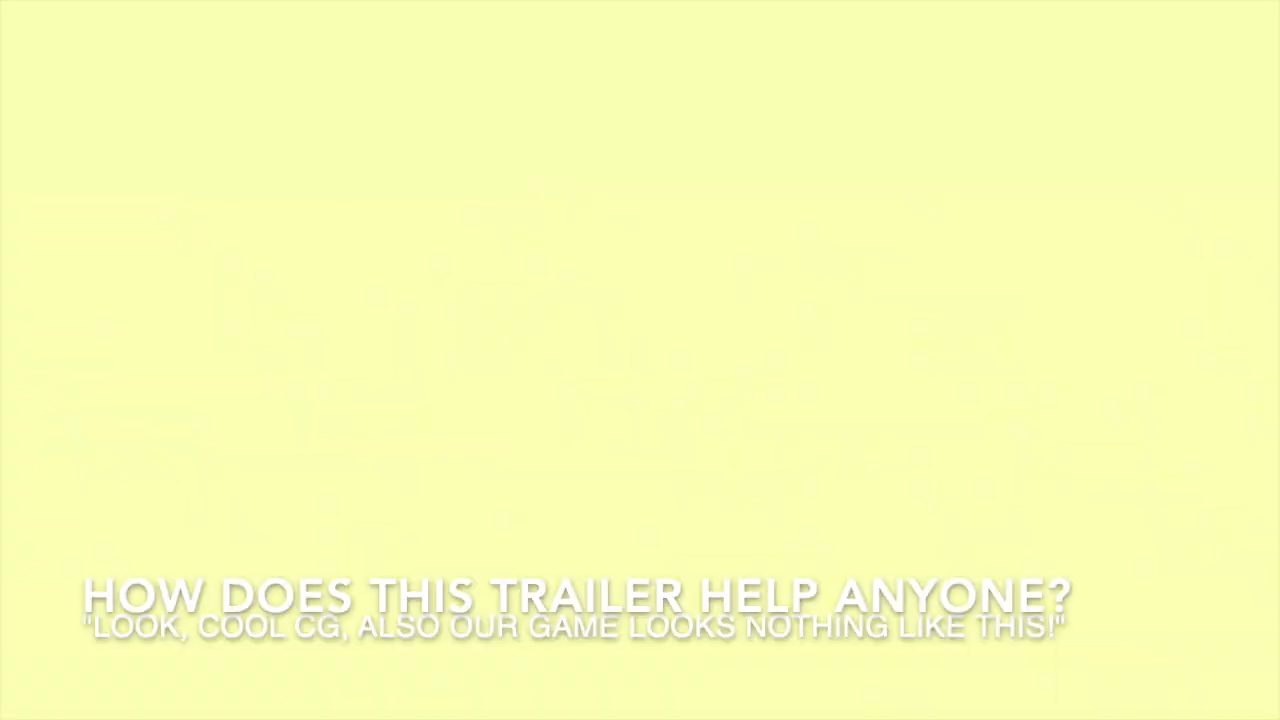 HOW DOES THIS TRAILER HELP ANYONE?
"LOOK, COOL CG, ALSO OUR GAME LOOKS NOTHING LIKE THIS!"